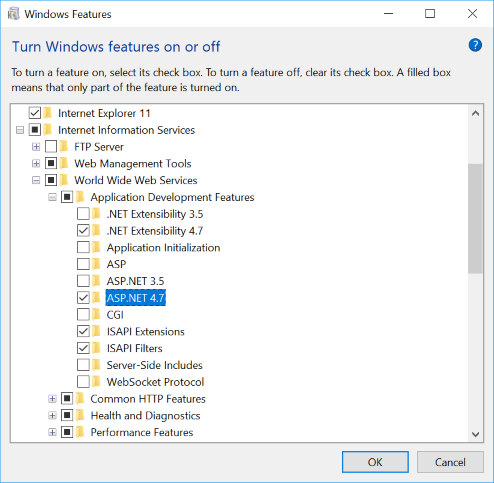 Windows Features
Turn Windows features on or off
To turn a feature on, select its check box. To turn a feature off, clear its check box. A filled box
means that only part of the feature is turned on.
Internet Explorer 11
Internet Information Services
FTP Server
Web Management Tools
World Wide Web Services
Application Development Features
.NET Extensibility 3.5
.NET Extensibility 4.7
Application Initialization
ASP
ASP.NET 3.5
ASP.NET 4.7
CGI
ISAPI Extensions
ISAPI Filters
Server-Side Includes
WebSocket Protocol
Common HTTP Features
Health and Diagnostics
Performance Features
OK Cancel